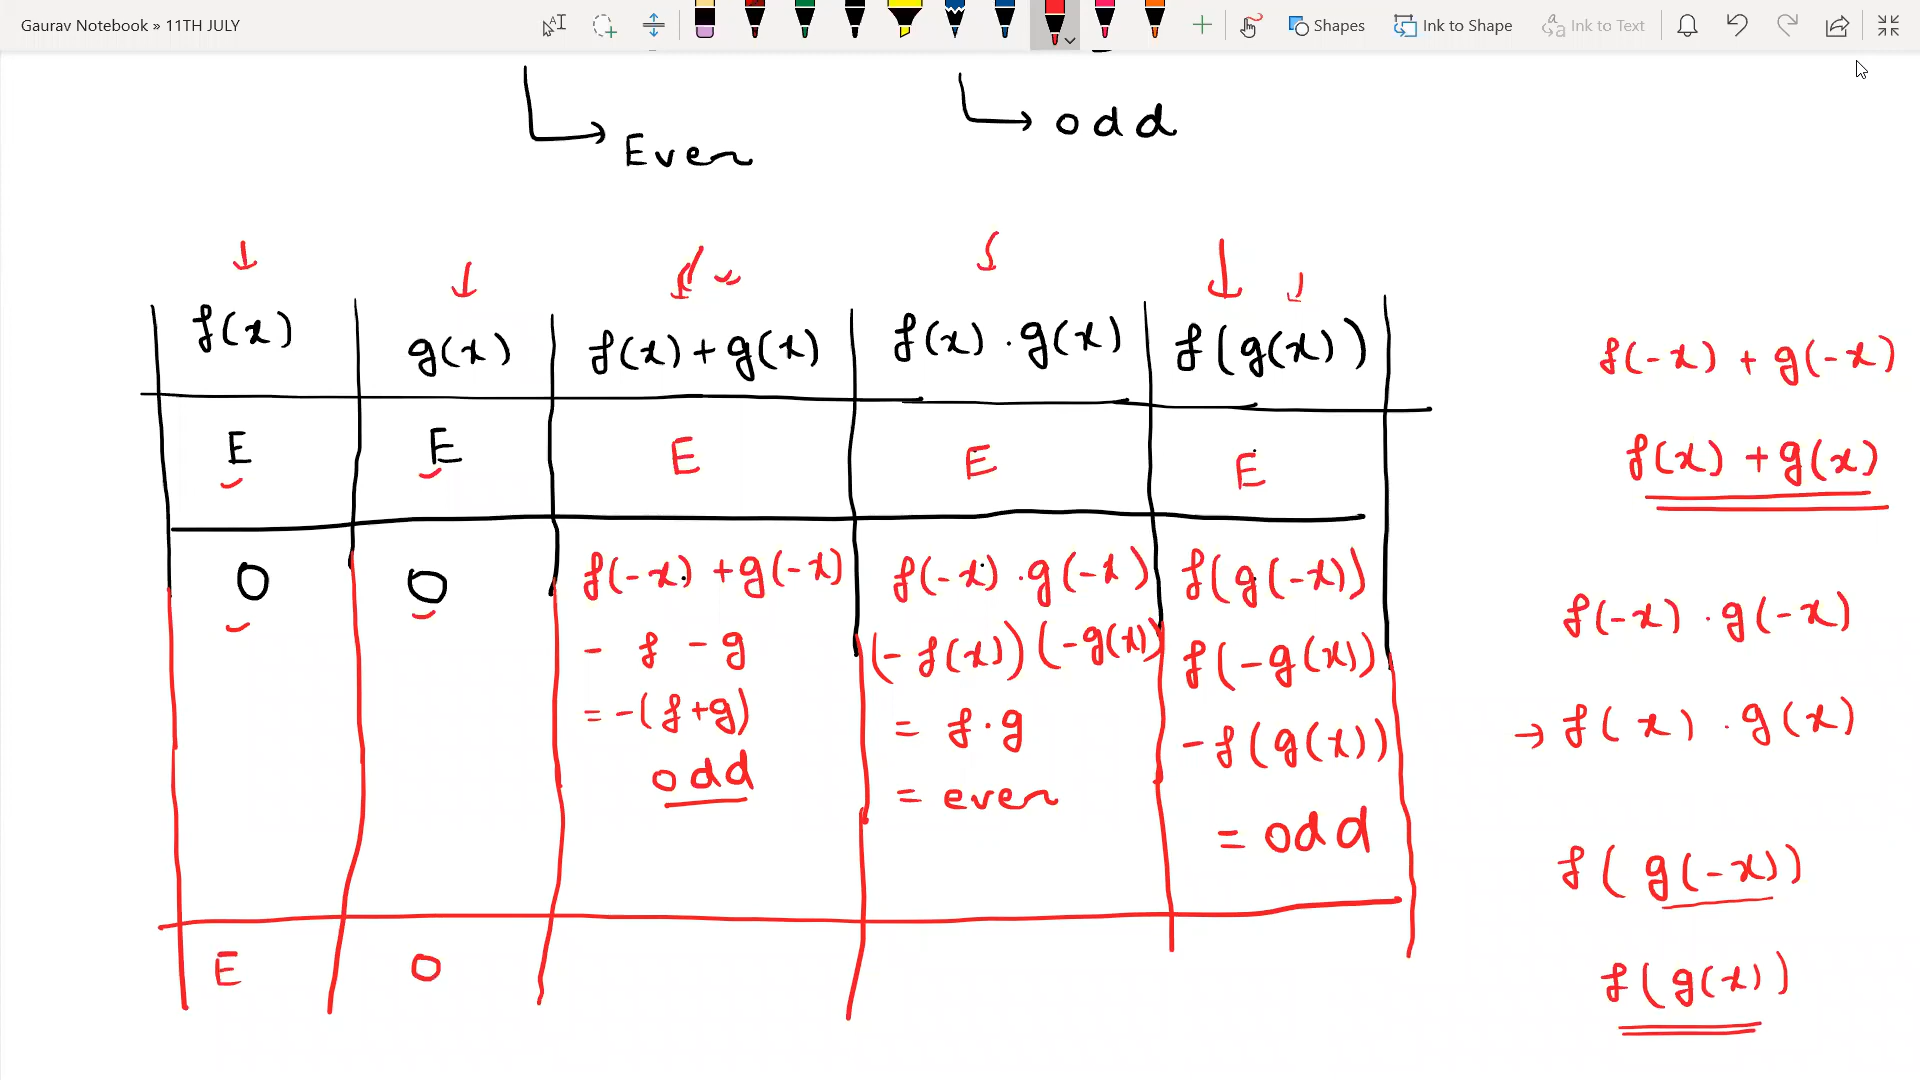 Gaurav Notebook » 11TH JULY
Shapes
Ink to Shape
Ink to Text
Even
odd
f(x) g(x) f(x)+g(x) f(x).g(x) f(g(x))
E E E E E
O O f(-x)+g(-x) f(-x).g(-x) f(g(-x))
- f - g (-f(x))(-g(x)) f(-g(x))
= -(f+g) = f.g -f(g(x))
odd = even = odd
E O
f(-x) + g(-x)
f(x) + g(x)
f(-x) . g(-x)
→ f(x) . g(x)
f(g(-x))
f(g(x))